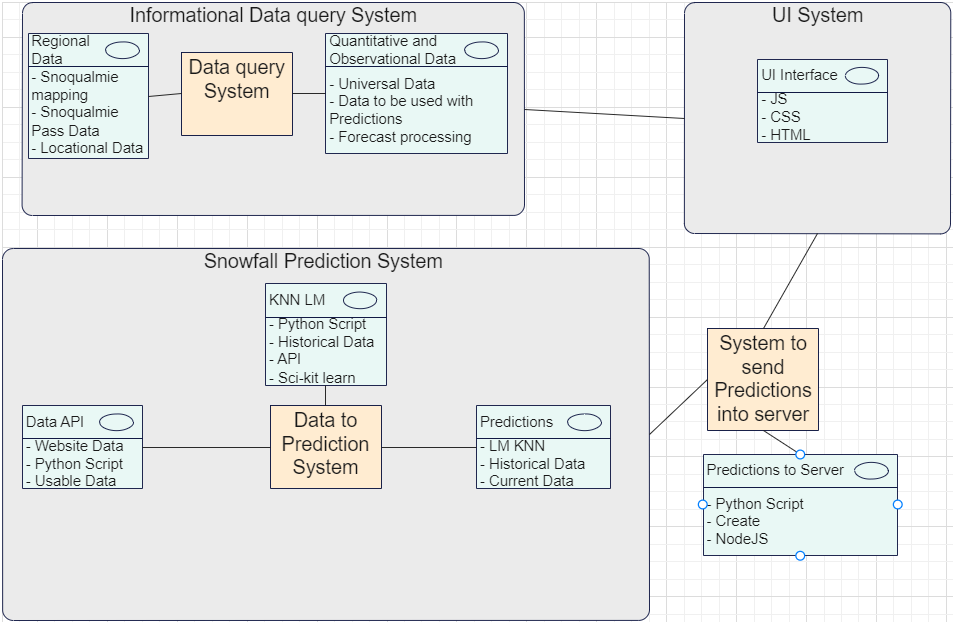 Informational Data query System
Regional
Data
- Snoqualmie
mapping
- Snoqualmie
Pass Data
- Locational Data
Data query
System
Quantitative and
Observational Data
- Universal Data
- Data to be used with
Predictions
- Forecast processing
UI System
UI Interface
- JS
- CSS
- HTML
Snowfall Prediction System
KNN LM
- Python Script
- Historical Data
- API
- Sci-kit learn
Data API
- Website Data
- Python Script
- Usable Data
Data to
Prediction
System
Predictions
- LM KNN
- Historical Data
- Current Data
System to
send
Predictions
into server
Predictions to Server
- Python Script
- Create
- NodeJS